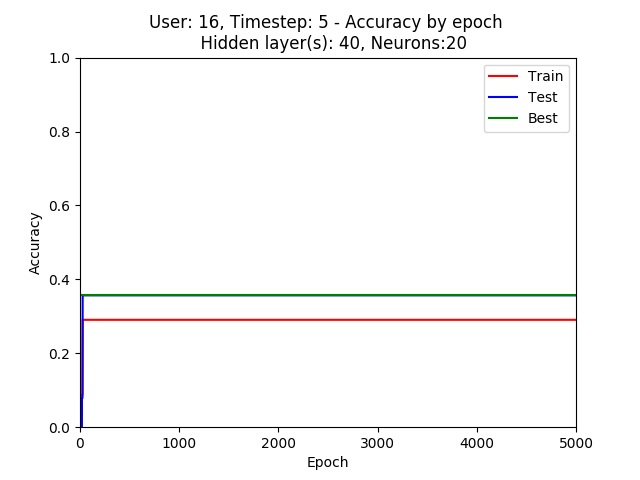 User: 16, Timestep: 5 - Accuracy by epoch
Hidden layer(s): 40, Neurons:20
1.0
Train
Test
Best
0.8
0.6
Accuracy
0.4
0.2
0.0
0 1000 2000 3000 4000 5000
Epoch